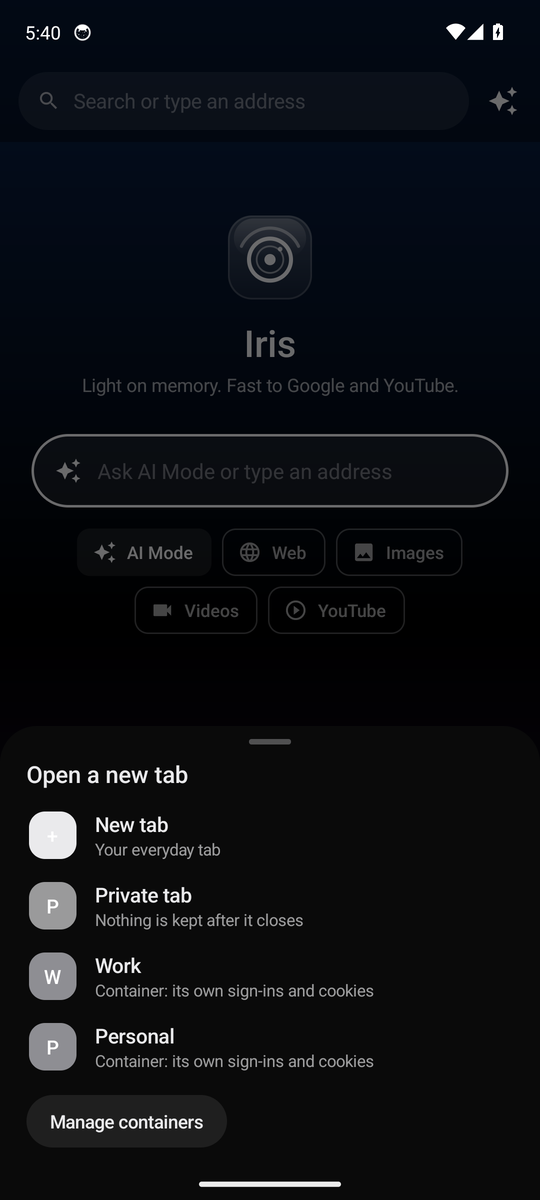 5:40
Search or type an address
Iris
Light on memory. Fast to Google and YouTube.
Ask AI Mode or type an address
AI Mode
Web
Images
Videos
YouTube
Open a new tab
+
New tab
Your everyday tab
P
Private tab
Nothing is kept after it closes
W
Work
Container: its own sign-ins and cookies
P
Personal
Container: its own sign-ins and cookies
Manage containers